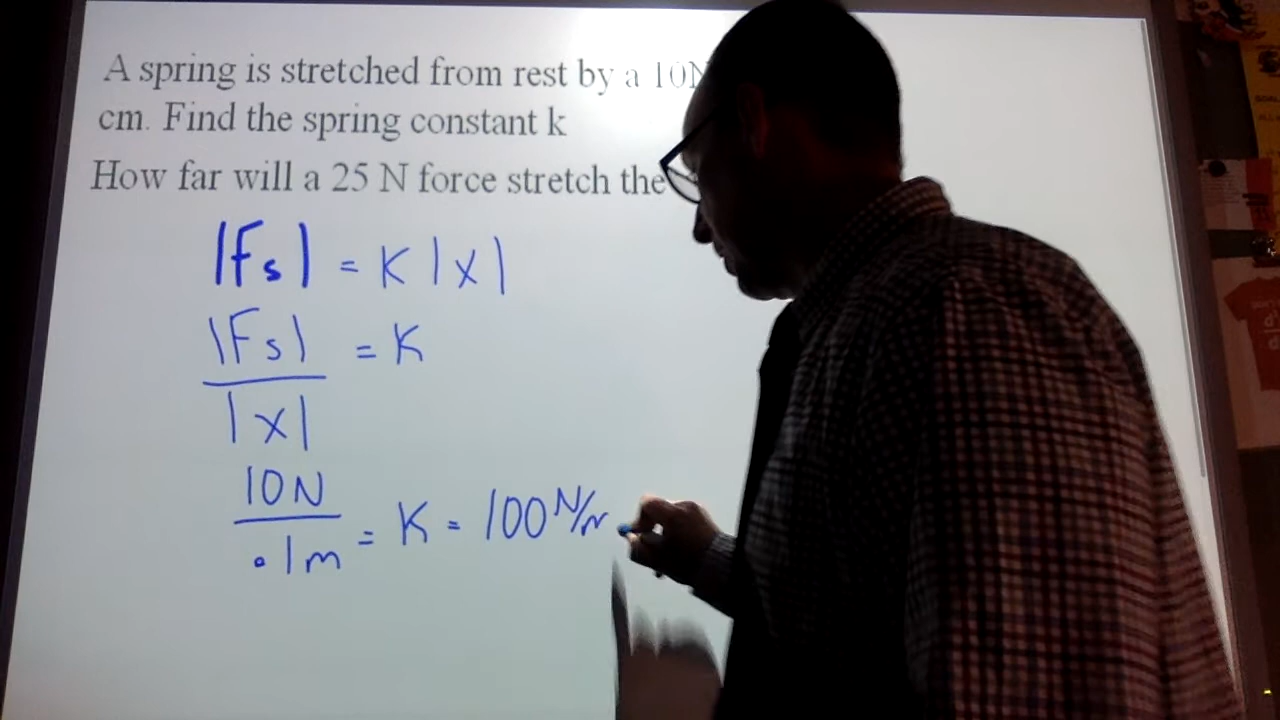 A spring is stretched from rest by a 10N
cm. Find the spring constant k
How far will a 25 N force stretch the
|Fs| = K |X|
|Fs| = K
|X|
10N
.1m = K = 100 N/m